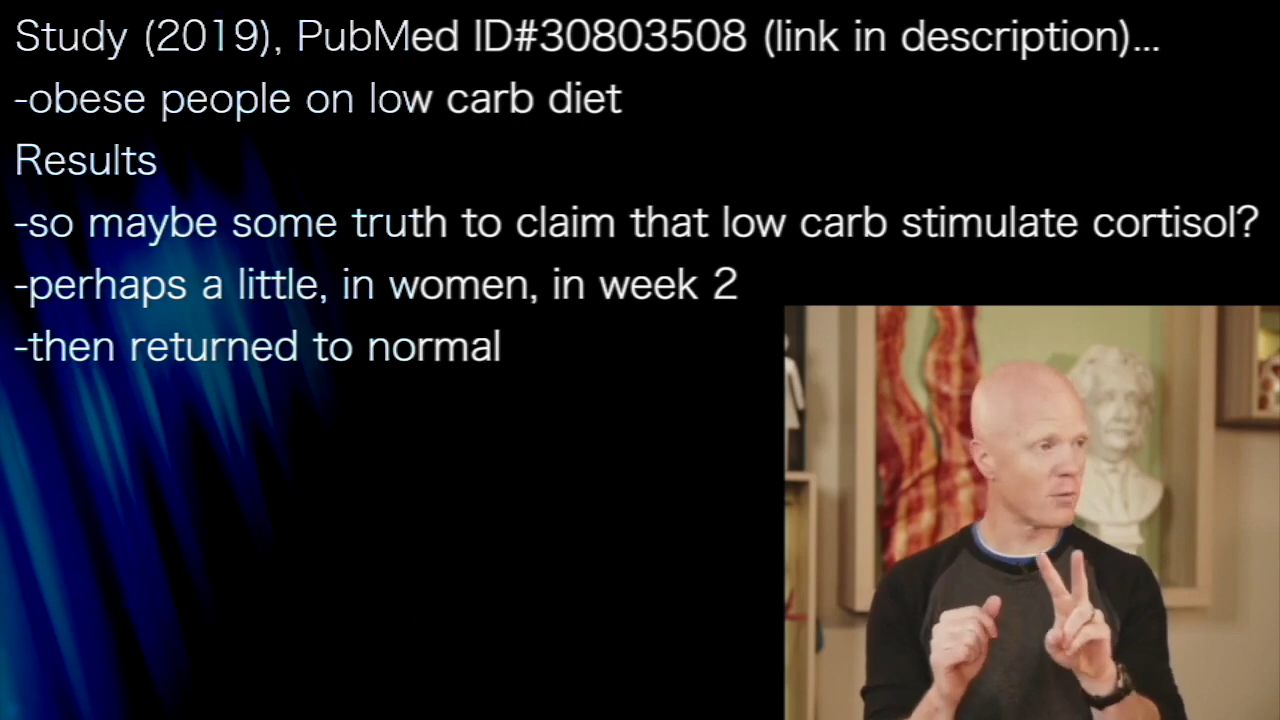 Study (2019), PubMed ID#30803508 (link in description)...
-obese people on low carb diet
Results
-so maybe some truth to claim that low carb stimulate cortisol?
-perhaps a little, in women, in week 2
-then returned to normal